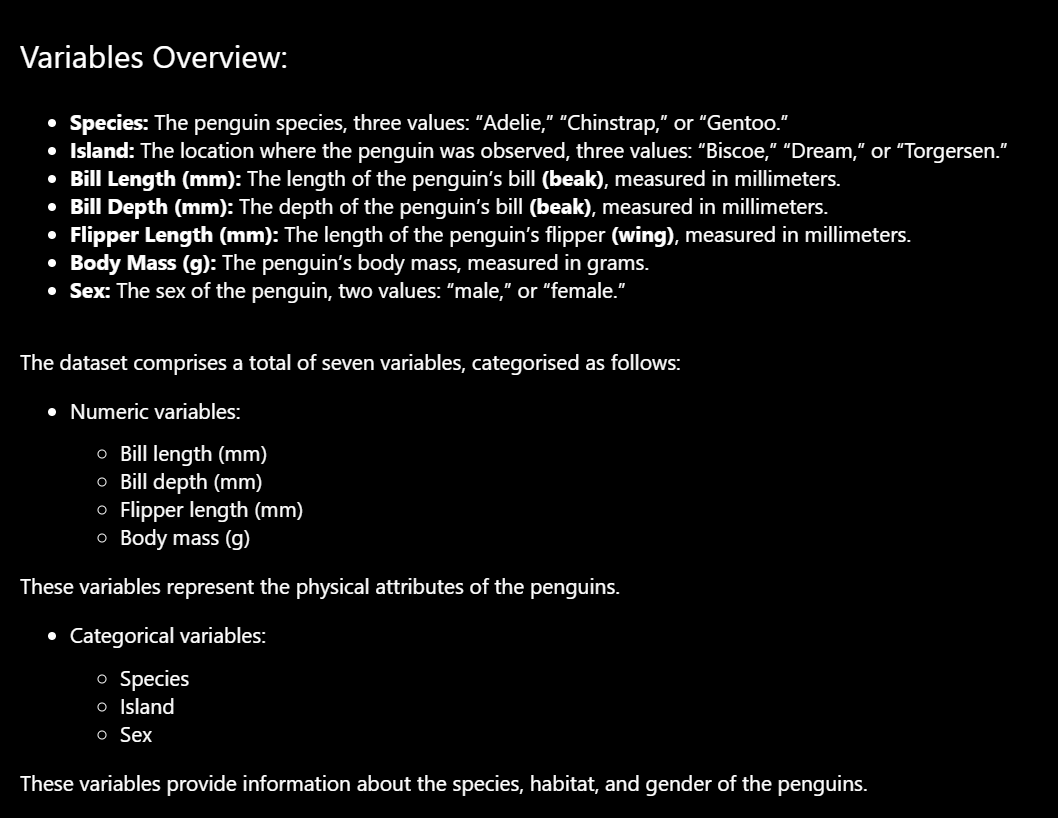 Variables Overview:
Species: The penguin species, three values: “Adelie,” “Chinstrap,” or “Gentoo.”
Island: The location where the penguin was observed, three values: “Biscoe,” “Dream,” or “Torgersen.”
Bill Length (mm): The length of the penguin’s bill (beak), measured in millimeters.
Bill Depth (mm): The depth of the penguin’s bill (beak), measured in millimeters.
Flipper Length (mm): The length of the penguin’s flipper (wing), measured in millimeters.
Body Mass (g): The penguin’s body mass, measured in grams.
Sex: The sex of the penguin, two values: “male,” or “female.”
The dataset comprises a total of seven variables, categorised as follows:
Numeric variables:
Bill length (mm)
Bill depth (mm)
Flipper length (mm)
Body mass (g)
These variables represent the physical attributes of the penguins.
Categorical variables:
Species
Island
Sex
These variables provide information about the species, habitat, and gender of the penguins.